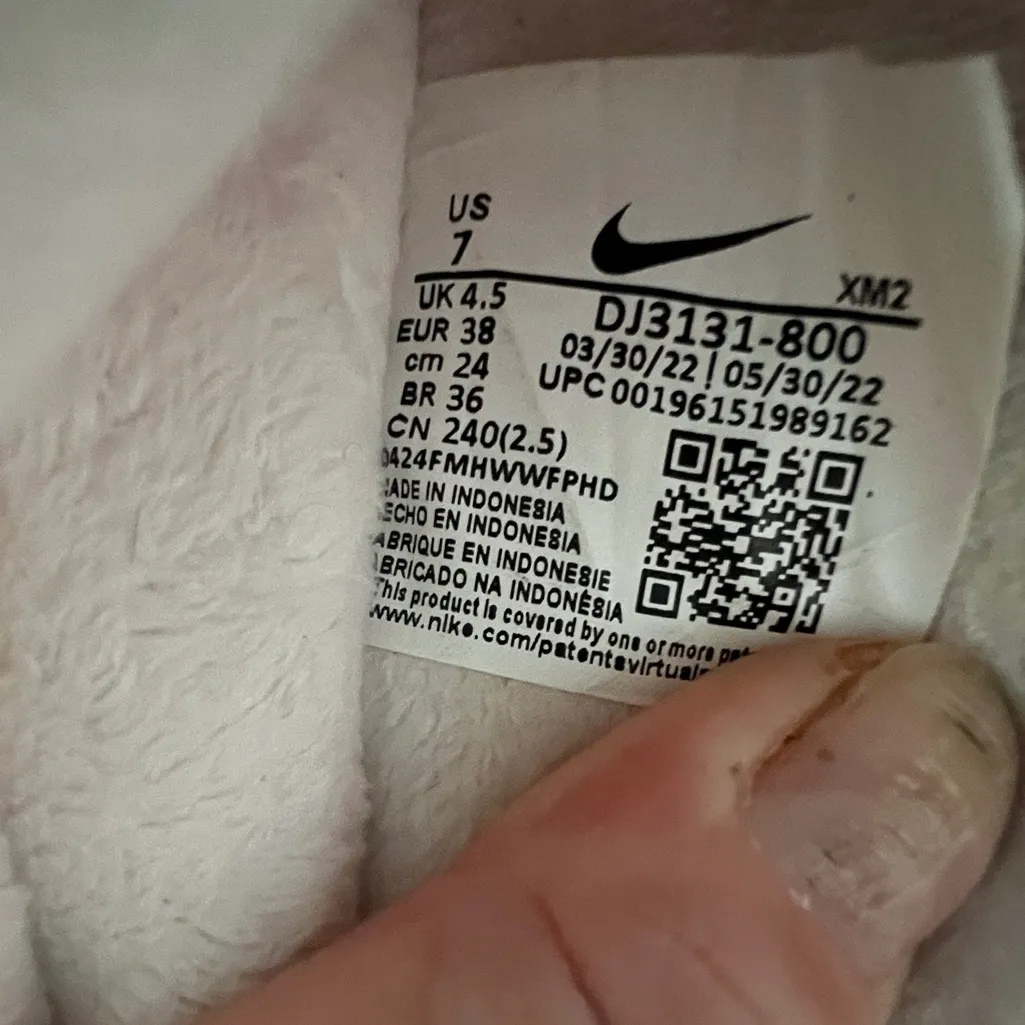 US
7
XM2
UK 4.5
EUR 38
cm 24
BR 36
CN 240(2.5)
DJ3131-800
03/30/22 | 05/30/22
UPC 00196151989162
424FMHWWFPHD
ADE IN INDONESIA
ECHO EN INDONESIA
ABRIQUE EN INDONESIE
ABRICADO NA INDONÉSIA
This product is covered by one or more
www.nike.com/patentsvirtual